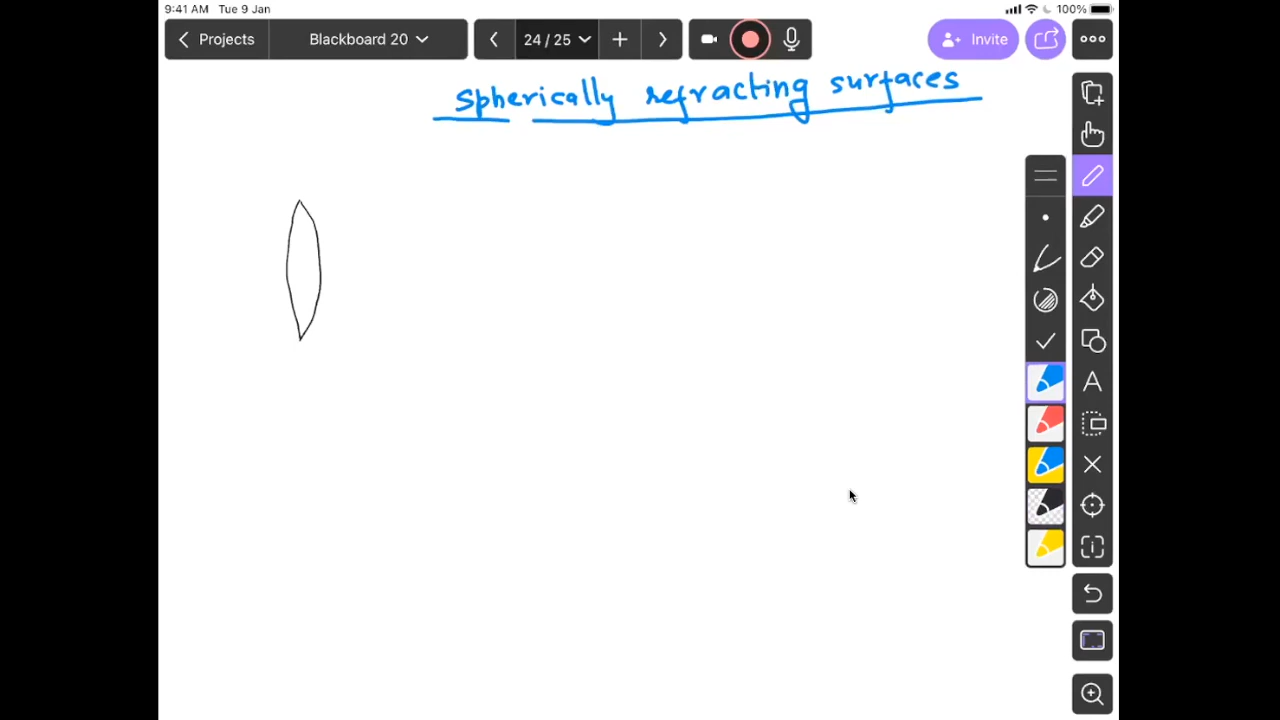 9:41 AM Tue 9 Jan
100%
Projects
Blackboard 20
24 / 25
Invite
Spherically refracting surfaces
A